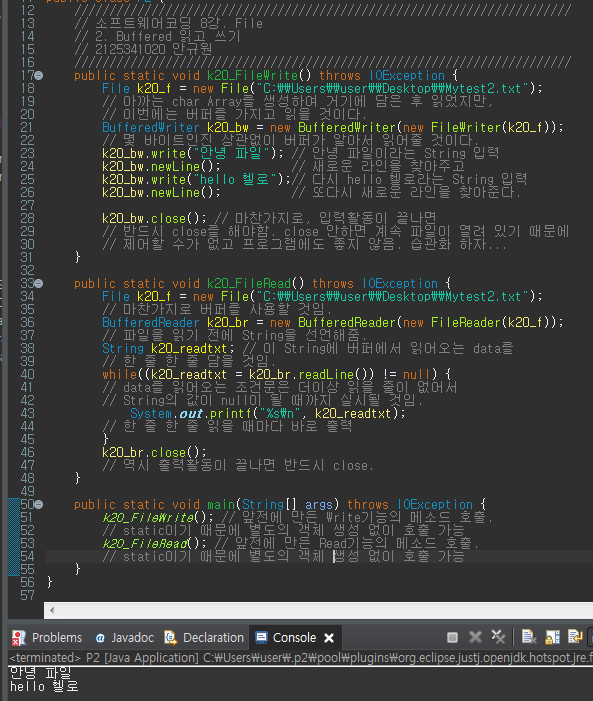 12 //////////////////////////////////////////////////////////////////
13 // 소프트웨어코딩 8강. File
14 // 2. Buffered 읽고 쓰기
15 // 2125341020 안규원
16 //////////////////////////////////////////////////////////////////
17 public static void k20_FileWrite() throws IOException {
18 File k20_f = new File("C:₩₩Users₩₩user₩₩Desktop₩₩Mytest2.txt");
19 // 아까는 char Array를 생성하여 거기에 담은 후 읽었지만,
20 // 이번에는 버퍼를 가지고 읽을 것이다.
21 BufferedWriter k20_bw = new BufferedWriter(new FileWriter(k20_f));
22 // 몇 바이트인진 상관없이 버퍼가 알아서 읽어줄 것이다.
23 k20_bw.write("안녕 파일"); // 안녕 파일이라는 String 입력
24 k20_bw.newLine(); // 새로운 라인을 찾아주고
25 k20_bw.write("hello 헬로");// 다시 hello 헬로라는 String 입력
26 k20_bw.newLine(); // 또다시 새로운 라인을 찾아준다.
27
28 k20_bw.close(); // 마찬가지로, 입력활동이 끝나면
29 // 반드시 close를 해야함. close 안하면 계속 파일이 열려 있기 때문에
30 // 제어할 수가 없고 프로그램에도 좋지 않음. 습관화 하자...
31 }
32
33 public static void k20_FileRead() throws IOException {
34 File k20_f = new File("C:₩₩Users₩₩user₩₩Desktop₩₩Mytest2.txt");
35 // 마찬가지로 버퍼를 사용할 것임.
36 BufferedReader k20_br = new BufferedReader(new FileReader(k20_f));
37 // 파일을 읽기 전에 String을 선언해줌.
38 String k20_readtxt; // 이 String에 버퍼에서 읽어오는 data를
39 // 한 줄 한 줄 담을 것임.
40 while((k20_readtxt = k20_br.readLine()) != null) {
41 // data를 읽어오는 조건문은 더이상 읽을 줄이 없어서
42 // String의 값이 null이 될 때까지 실시될 것임.
43 System.out.printf("%s₩n", k20_readtxt);
44 // 한 줄 한 줄 읽을 때마다 바로 출력
45 }
46 k20_br.close();
47 // 역시 출력활동이 끝나면 반드시 close.
48 }
49
50 public static void main(String[] args) throws IOException {
51 k20_FileWrite(); // 앞전에 만든 Write기능의 메소드 호출.
52 // static이기 때문에 별도의 객체 생성 없이 호출 가능
53 k20_FileRead(); // 앞전에 만든 Read기능의 메소드 호출.
54 // static이기 때문에 별도의 객체 생성 없이 호출 가능
55 }
56 }
57
Problems @ Javadoc Declaration Console
<terminated> P2 [Java Application] C:₩Users₩user₩.p2₩pool₩plugins₩org.eclipse.justj.openjdk.hotspot.jre.f
안녕 파일
hello 헬로